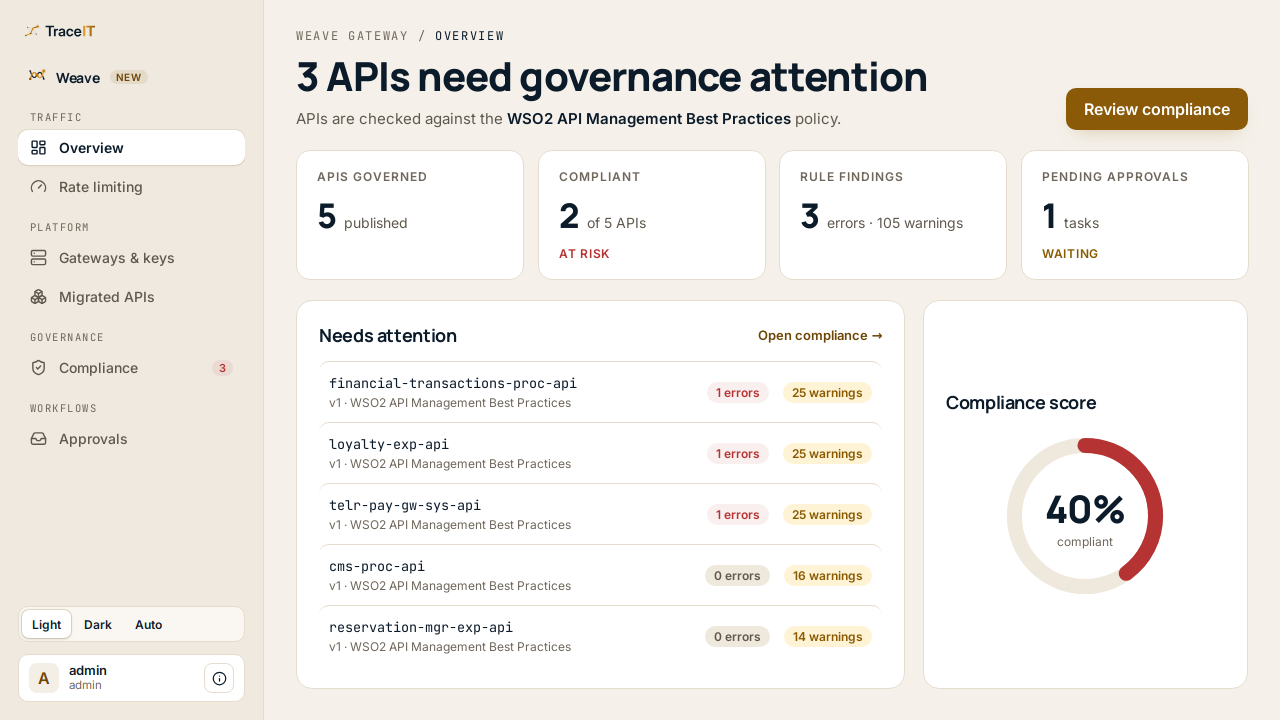 TraceIT
Weave NEW
TRAFFIC
Overview
Rate limiting
PLATFORM
Gateways & keys
Migrated APIs
GOVERNANCE
Compliance 3
WORKFLOWS
Approvals
Light Dark Auto
A admin
admin
WEAVE GATEWAY / OVERVIEW
3 APIs need governance attention
APIs are checked against the WSO2 API Management Best Practices policy.
Review compliance
APIS GOVERNED
5 published
COMPLIANT
2 of 5 APIs
AT RISK
RULE FINDINGS
3 errors · 105 warnings
PENDING APPROVALS
1 tasks
WAITING
Needs attention Open compliance →
financial-transactions-proc-api
v1 · WSO2 API Management Best Practices
1 errors 25 warnings
loyalty-exp-api
v1 · WSO2 API Management Best Practices
1 errors 25 warnings
telr-pay-gw-sys-api
v1 · WSO2 API Management Best Practices
1 errors 25 warnings
cms-proc-api
v1 · WSO2 API Management Best Practices
0 errors 16 warnings
reservation-mgr-exp-api
v1 · WSO2 API Management Best Practices
0 errors 14 warnings
Compliance score
40%
compliant